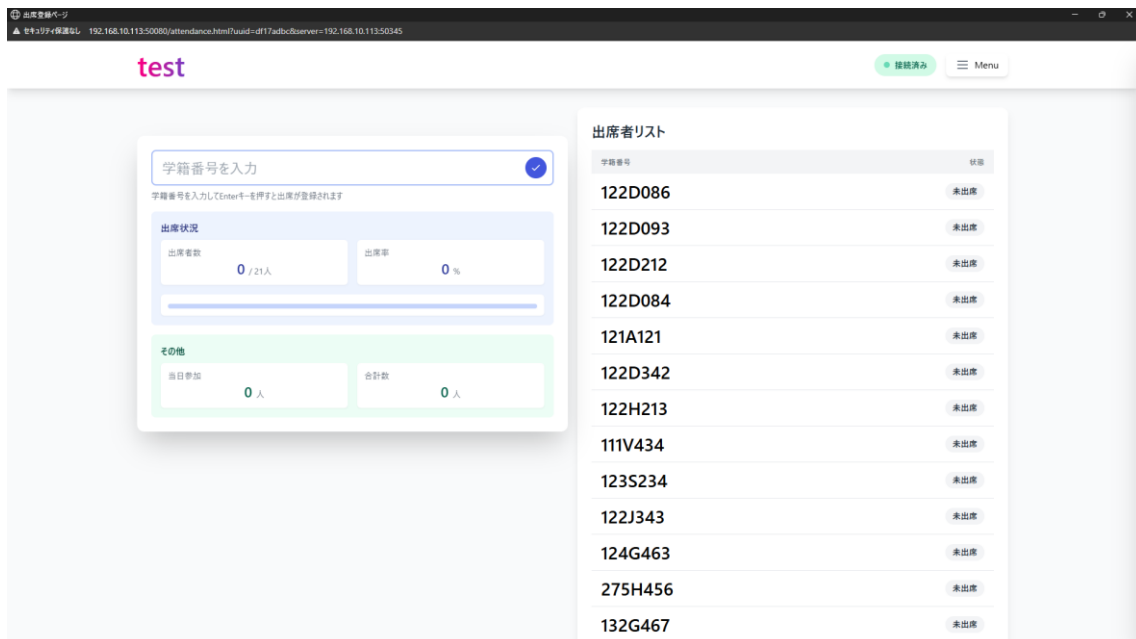 出席登録ページ
セキュリティ保護なし 192.168.10.113:50080/attendance.html?uuid=df17adbc&server=192.168.10.113:50345
test
接続済み
Menu
学籍番号を入力
学籍番号を入力してEnterキーを押すと出席が登録されます
出席状況
出席者数
0 / 21人
出席率
0 %
その他
当日参加
0 人
合計数
0 人
出席者リスト
学籍番号 状態
122D086 未出席
122D093 未出席
122D212 未出席
122D084 未出席
121A121 未出席
122D342 未出席
122H213 未出席
111V434 未出席
123S234 未出席
122J343 未出席
124G463 未出席
275H456 未出席
132G467 未出席